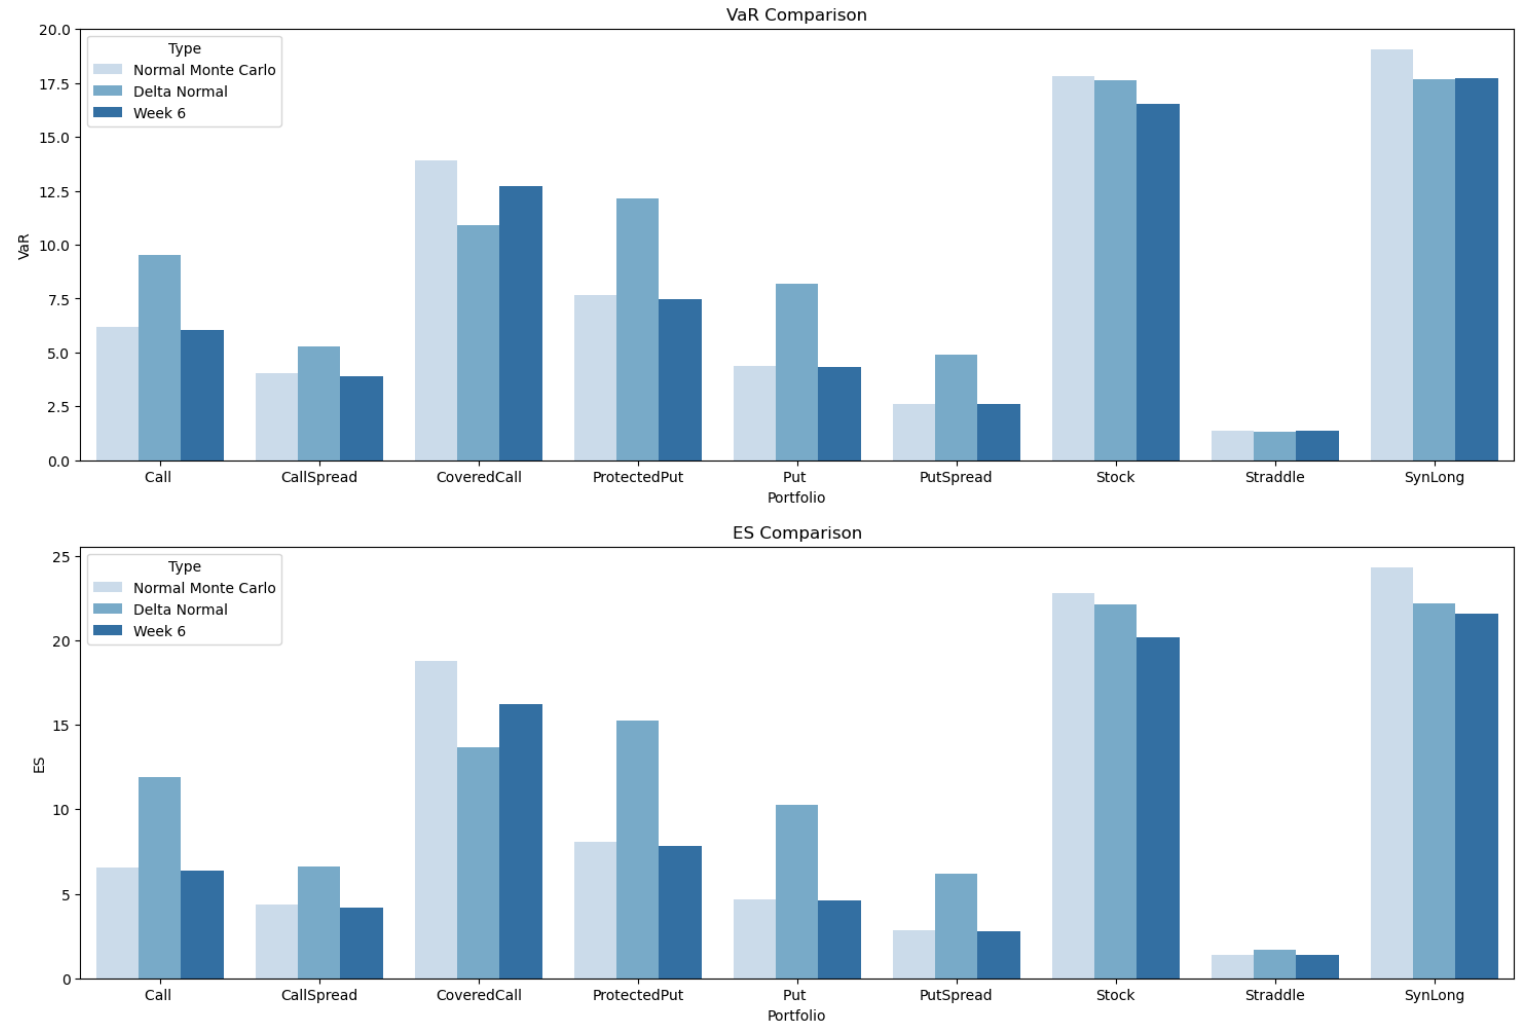 VaR Comparison
Type
Normal Monte Carlo
Delta Normal
Week 6
20.0
17.5
15.0
12.5
10.0
7.5
5.0
2.5
0.0
VaR
Call CallSpread CoveredCall ProtectedPut Put PutSpread Stock Straddle SynLong
Portfolio
ES Comparison
Type
Normal Monte Carlo
Delta Normal
Week 6
25
20
15
10
5
0
ES
Call CallSpread CoveredCall ProtectedPut Put PutSpread Stock Straddle SynLong
Portfolio